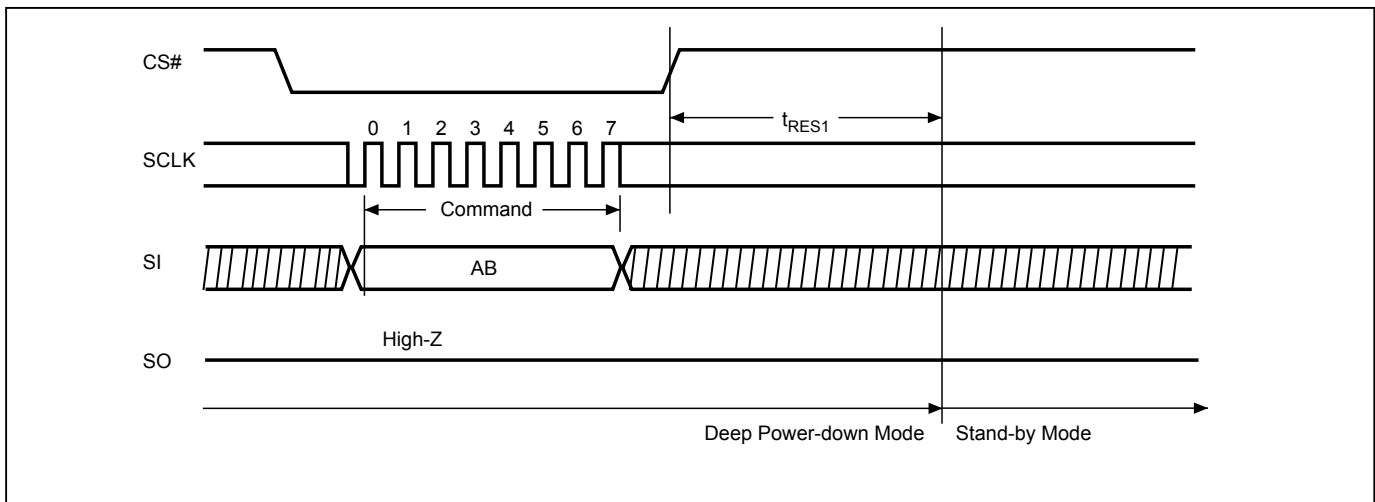 CS#
tRES1
0 1 2 3 4 5 6 7
SCLK
Command
SI
AB
High-Z
SO
Deep Power-down Mode
Stand-by Mode